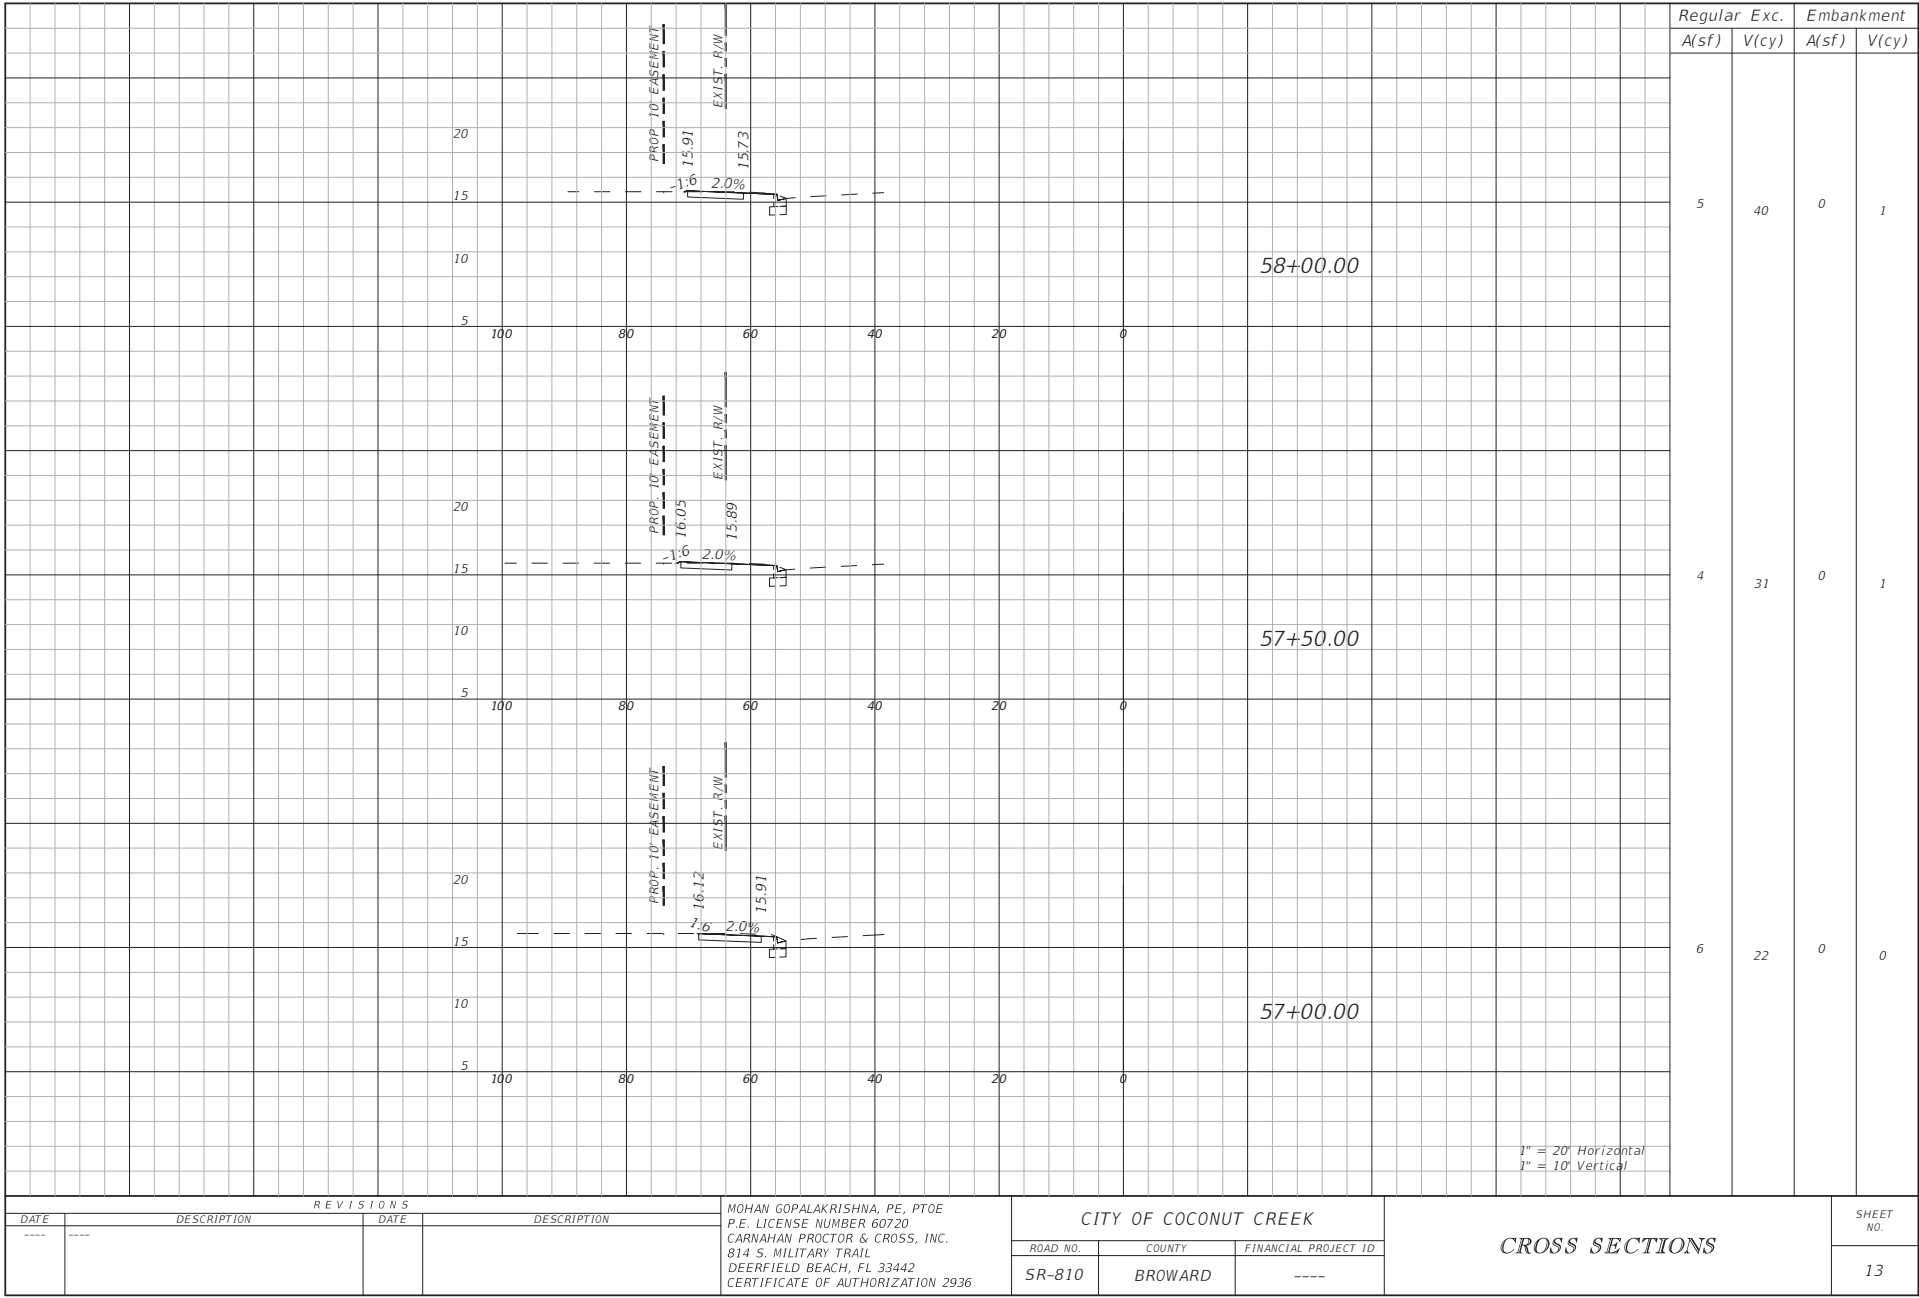 Regular Exc. Embankment
A(sf) V(cy) A(sf) V(cy)
PROP. 10' EASEMENT
EXIST. R/W
15.91
15.73
20
-1:6 2.0%
15
5 40 0 1
10
58+00.00
5
100 80 60 40 20 0
PROP. 10' EASEMENT
EXIST. R/W
16.05
15.89
20
-1:6 2.0%
15
4 31 0 1
10
57+50.00
5
100 80 60 40 20 0
PROP. 10' EASEMENT
EXIST. R/W
16.12
15.91
20
1:6 2.0%
15
6 22 0 0
10
57+00.00
5
100 80 60 40 20 0
1" = 20' Horizontal
1" = 10' Vertical
REVISIONS
DATE DESCRIPTION DATE DESCRIPTION
---- ----
MOHAN GOPALAKRISHNA, PE, PTOE
P.E. LICENSE NUMBER 60720
CARNAHAN PROCTOR & CROSS, INC.
814 S. MILITARY TRAIL
DEERFIELD BEACH, FL 33442
CERTIFICATE OF AUTHORIZATION 2936
CITY OF COCONUT CREEK
ROAD NO. COUNTY FINANCIAL PROJECT ID
SR-810 BROWARD ----
CROSS SECTIONS
SHEET
NO.
13